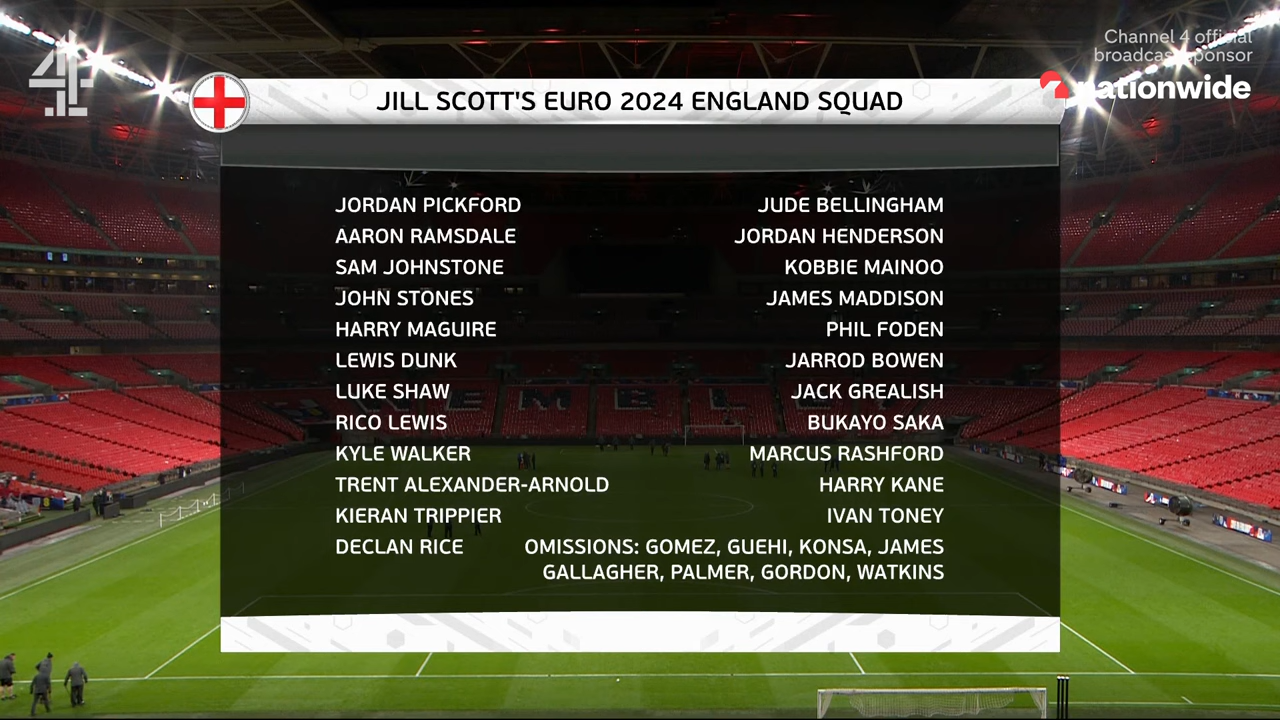 Channel 4 official
broadcast sponsor
nationwide
JILL SCOTT'S EURO 2024 ENGLAND SQUAD
JORDAN PICKFORD
AARON RAMSDALE
SAM JOHNSTONE
JOHN STONES
HARRY MAGUIRE
LEWIS DUNK
LUKE SHAW
RICO LEWIS
KYLE WALKER
TRENT ALEXANDER-ARNOLD
KIERAN TRIPPIER
DECLAN RICE
JUDE BELLINGHAM
JORDAN HENDERSON
KOBBIE MAINOO
JAMES MADDISON
PHIL FODEN
JARROD BOWEN
JACK GREALISH
BUKAYO SAKA
MARCUS RASHFORD
HARRY KANE
IVAN TONEY
OMISSIONS: GOMEZ, GUEHI, KONSA, JAMES
GALLAGHER, PALMER, GORDON, WATKINS
WEMBLEY